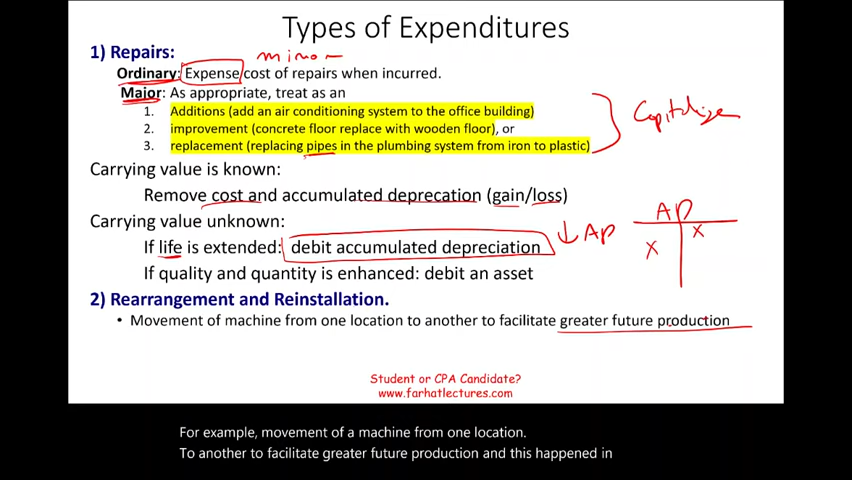 Types of Expenditures
1) Repairs: minor
Ordinary: Expense cost of repairs when incurred.
Major: As appropriate, treat as an
1. Additions (add an air conditioning system to the office building)
2. improvement (concrete floor replace with wooden floor), or
3. replacement (replacing pipes in the plumbing system from iron to plastic)
Capitalize
Carrying value is known:
Remove cost and accumulated deprecation (gain/loss)
Carrying value unknown:
If life is extended: debit accumulated depreciation
↓ AD
AD
X X
If quality and quantity is enhanced: debit an asset
2) Rearrangement and Reinstallation.
• Movement of machine from one location to another to facilitate greater future production
Student or CPA Candidate?
www.farhatlectures.com
For example, movement of a machine from one location.
To another to facilitate greater future production and this happened in